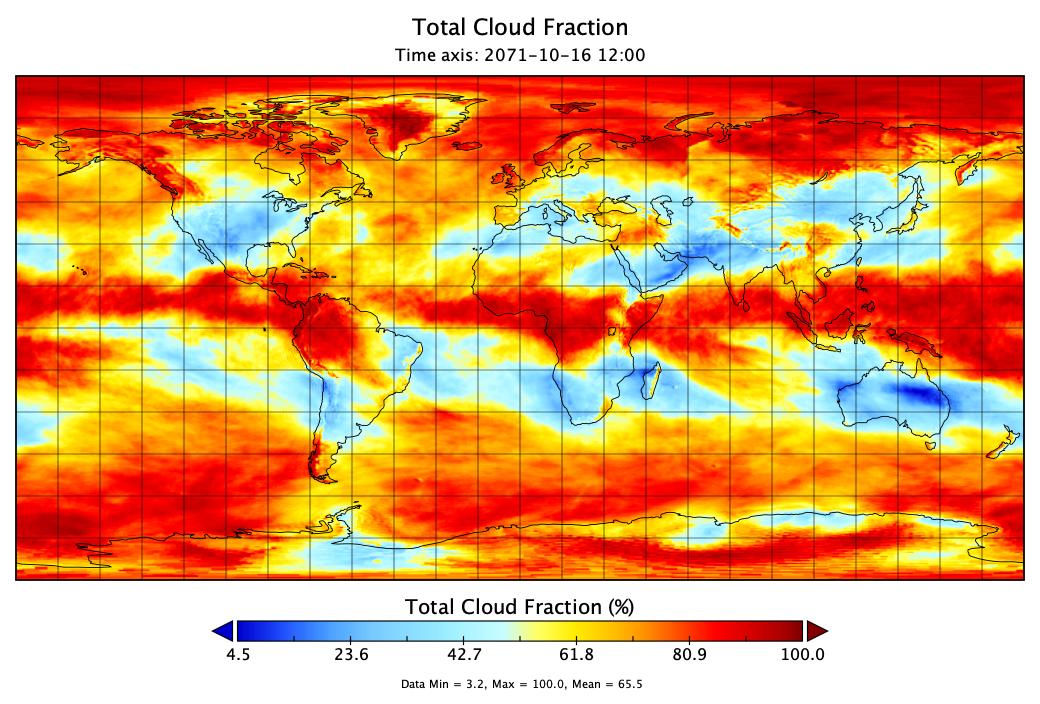 Total Cloud Fraction
Time axis: 2071-10-16 12:00
Total Cloud Fraction (%)
4.5 23.6 42.7 61.8 80.9 100.0
Data Min = 3.2, Max = 100.0, Mean = 65.5